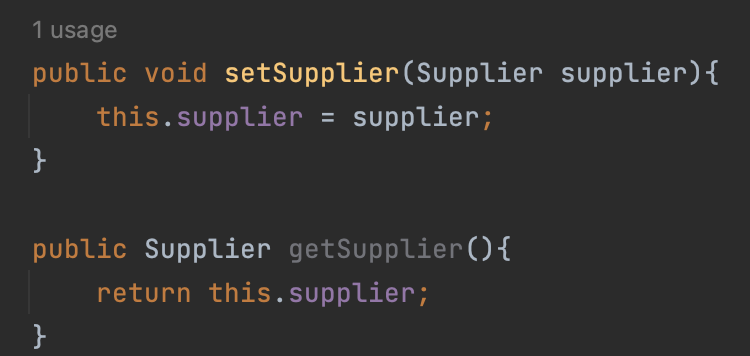 1 usage
public void setSupplier(Supplier supplier){
    this.supplier = supplier;
}
public Supplier getSupplier(){
    return this.supplier;
}